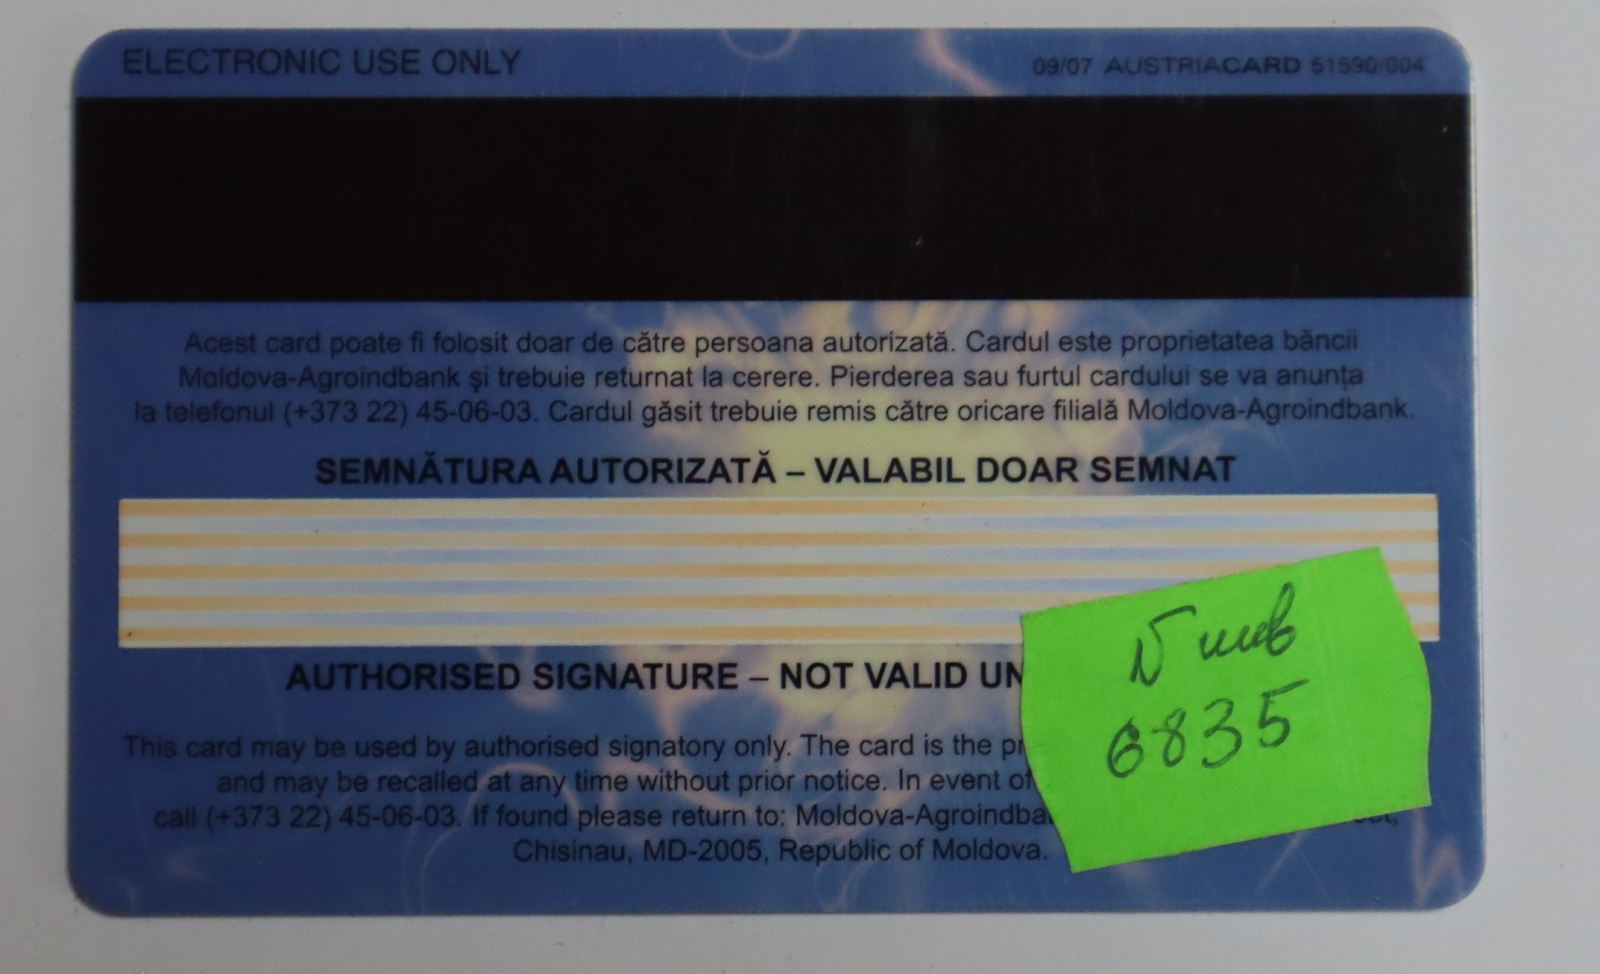 ELECTRONIC USE ONLY
09/07 AUSTRIACARD 51590/004
Acest card poate fi folosit doar de către persoana autorizată. Cardul este proprietatea băncii
Moldova-Agroindbank şi trebuie returnat la cerere. Pierderea sau furtul cardului se va anunţa
la telefonul (+373 22) 45-06-03. Cardul găsit trebuie remis către oricare filială Moldova-Agroindbank.
SEMNĂTURA AUTORIZATĂ – VALABIL DOAR SEMNAT
AUTHORISED SIGNATURE – NOT VALID UN
This card may be used by authorised signatory only. The card is the pr
and may be recalled at any time without prior notice. In event of
call (+373 22) 45-06-03. If found please return to: Moldova-Agroindba
Chisinau, MD-2005, Republic of Moldova.
6835